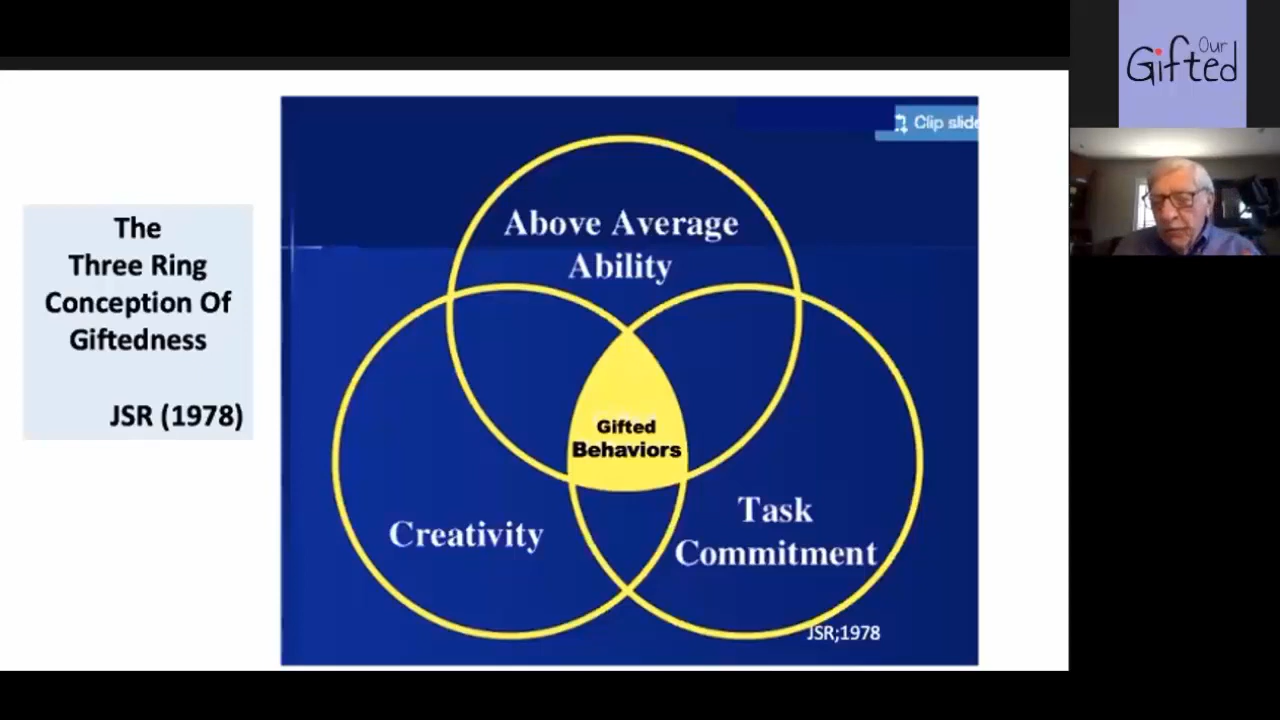 The
Three Ring
Conception Of
Giftedness
JSR (1978)
Clip slide
Above Average
Ability
Gifted
Behaviors
Creativity
Task
Commitment
JSR;1978
Our
Gifted